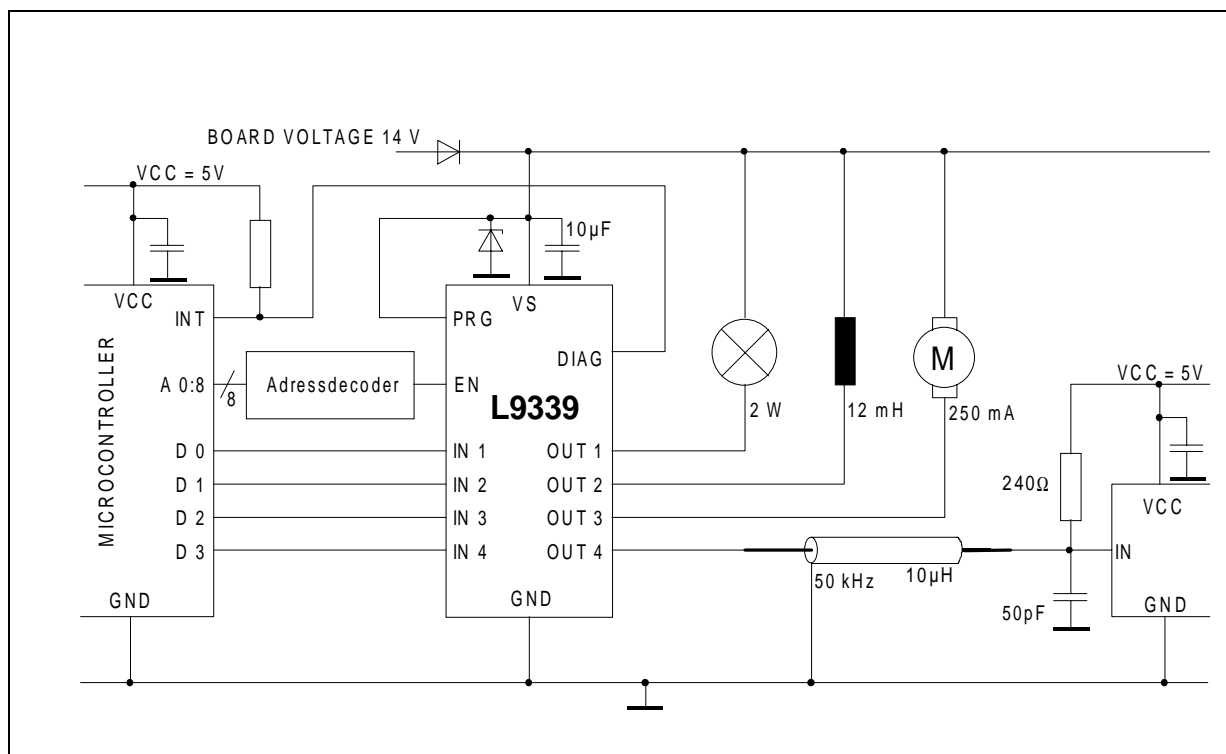 BOARD VOLTAGE 14 V
VCC = 5V
10µF
VCC
INT
A 0:8
8
Adressdecoder
D 0
D 1
D 2
D 3
GND
MICROCONTROLLER
VS
PRG
DIAG
EN
L9339
IN 1
IN 2
IN 3
IN 4
OUT 1
OUT 2
OUT 3
OUT 4
GND
2 W
12 mH
M
250 mA
50 kHz
10µH
VCC = 5V
240Ω
50pF
VCC
IN
GND